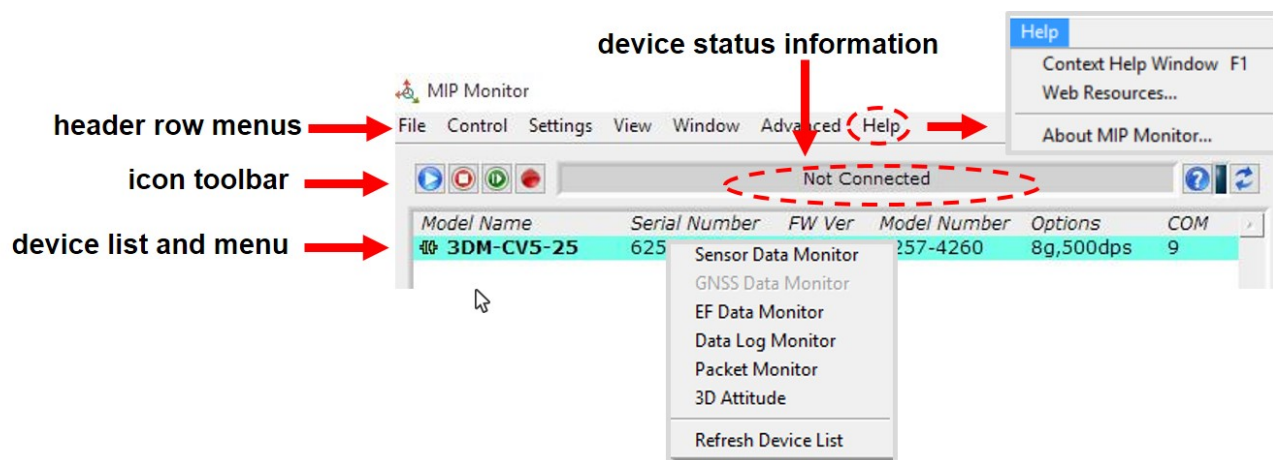 device status information
Help
Context Help Window F1
Web Resources...
About MIP Monitor...
MIP Monitor
header row menus
File Control Settings View Window Advanced Help
icon toolbar
Not Connected
Model Name Serial Number FW Ver Model Number Options COM
device list and menu
3DM-CV5-25 625 257-4260 8g,500dps 9
Sensor Data Monitor
GNSS Data Monitor
EF Data Monitor
Data Log Monitor
Packet Monitor
3D Attitude
Refresh Device List